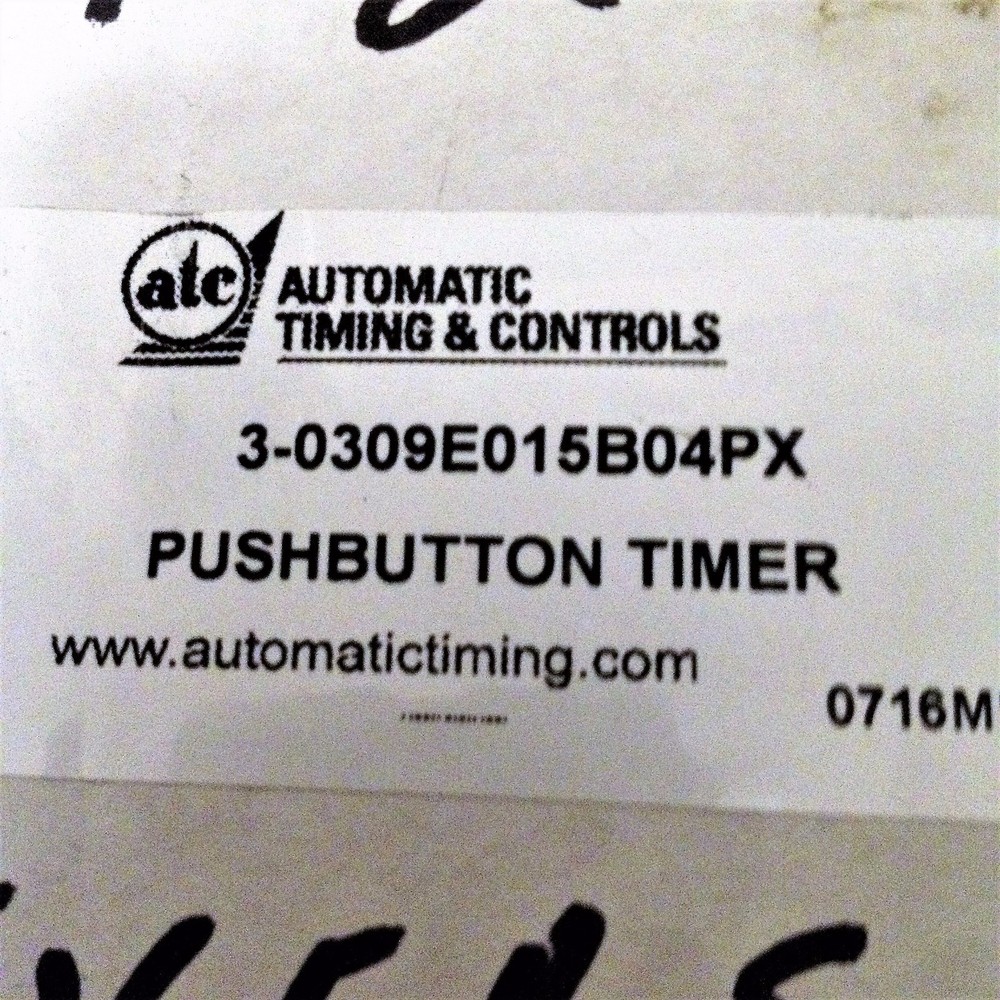 atc
AUTOMATIC
TIMING & CONTROLS
3-0309E015B04PX
PUSHBUTTON TIMER
www.automatictiming.com
0716M